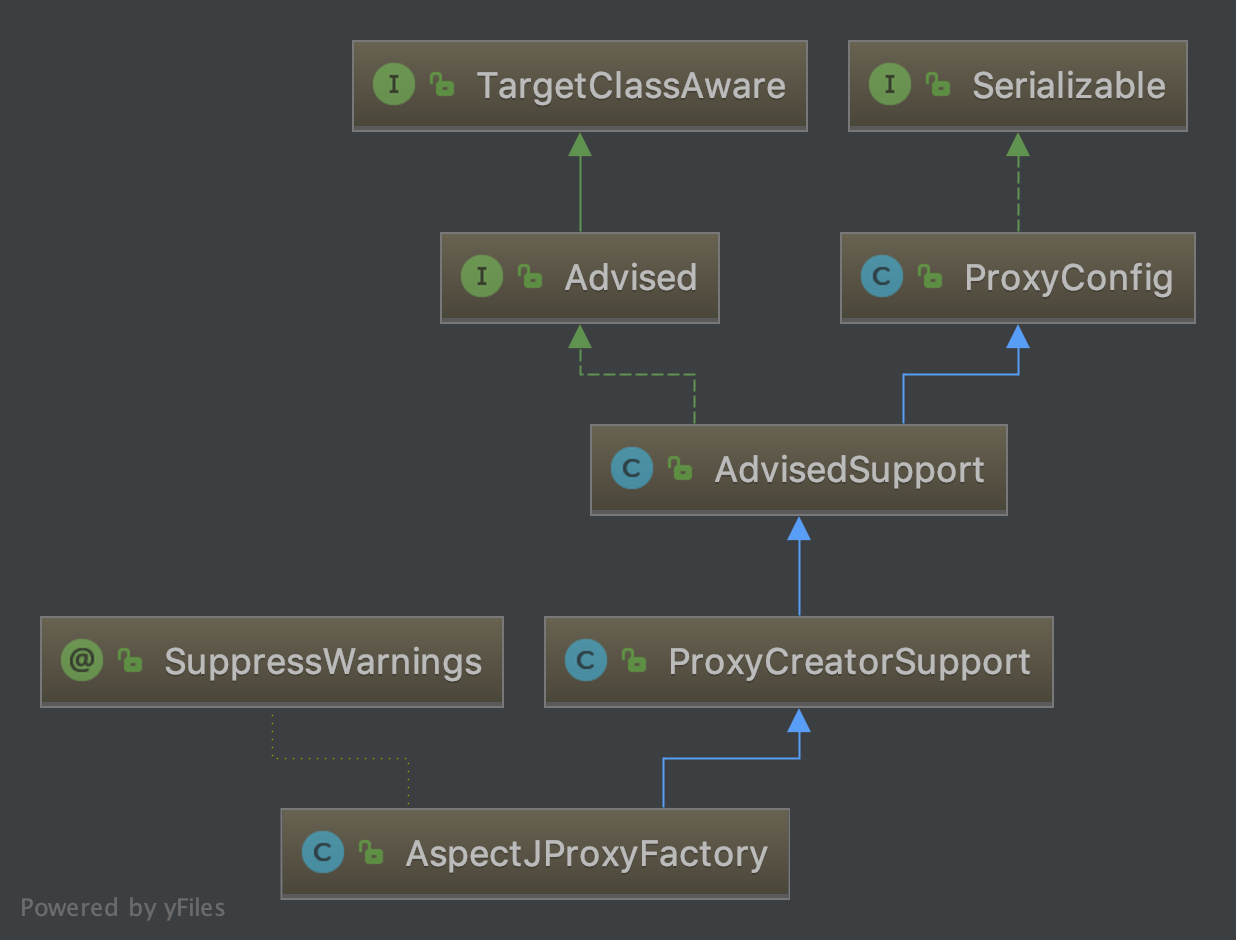 I TargetClassAware
I Serializable
I Advised
C ProxyConfig
C AdvisedSupport
@ SuppressWarnings
C ProxyCreatorSupport
C AspectJProxyFactory
Powered by yFiles